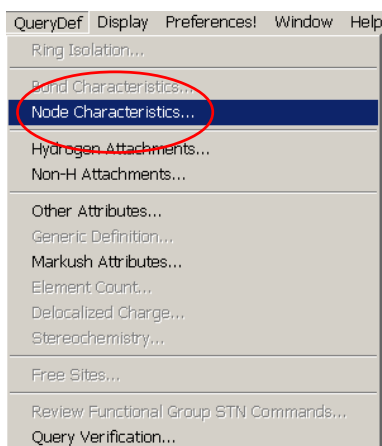 QueryDef Display Preferences! Window Help
Ring Isolation...
Bond Characteristics...
Node Characteristics...
Hydrogen Attachments...
Non-H Attachments...
Other Attributes...
Generic Definition...
Markush Attributes...
Element Count...
Delocalized Charge...
Stereochemistry...
Free Sites...
Review Functional Group STN Commands...
Query Verification...